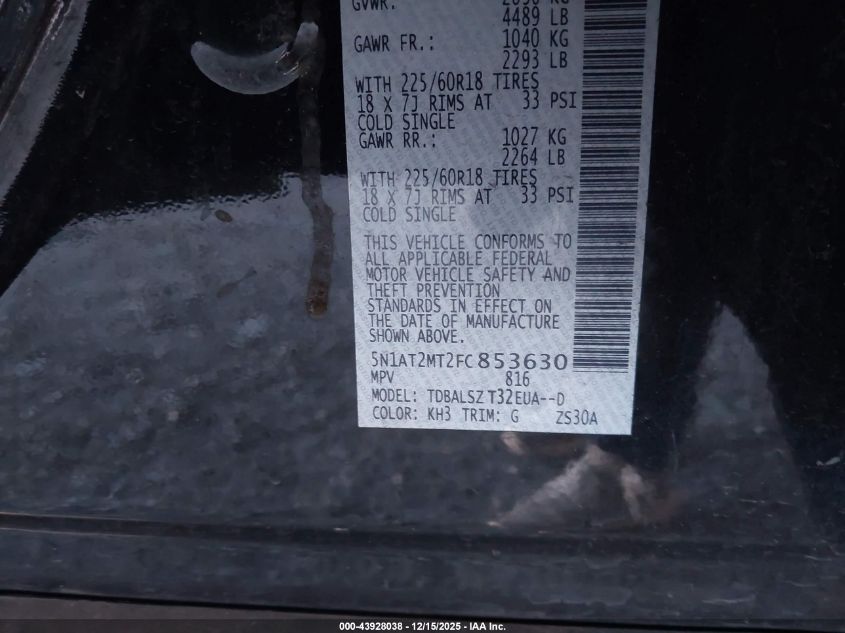 GVWR:
4489 LB
GAWR FR.: 1040 KG
2293 LB
WITH 225/60R18 TIRES
18 X 7J RIMS AT 33 PSI
COLD SINGLE
GAWR RR.: 1027 KG
2264 LB
WITH 225/60R18 TIRES
18 X 7J RIMS AT 33 PSI
COLD SINGLE
THIS VEHICLE CONFORMS TO
ALL APPLICABLE FEDERAL
MOTOR VEHICLE SAFETY AND
THEFT PREVENTION
STANDARDS IN EFFECT ON
THE DATE OF MANUFACTURE
SHOWN ABOVE.
5N1AT2MT2FC853630
MPV 816
MODEL: TDBALSZ T32EUA--D
COLOR: KH3 TRIM: G ZS30A
000-43928038 - 12/15/2025 - IAA Inc.